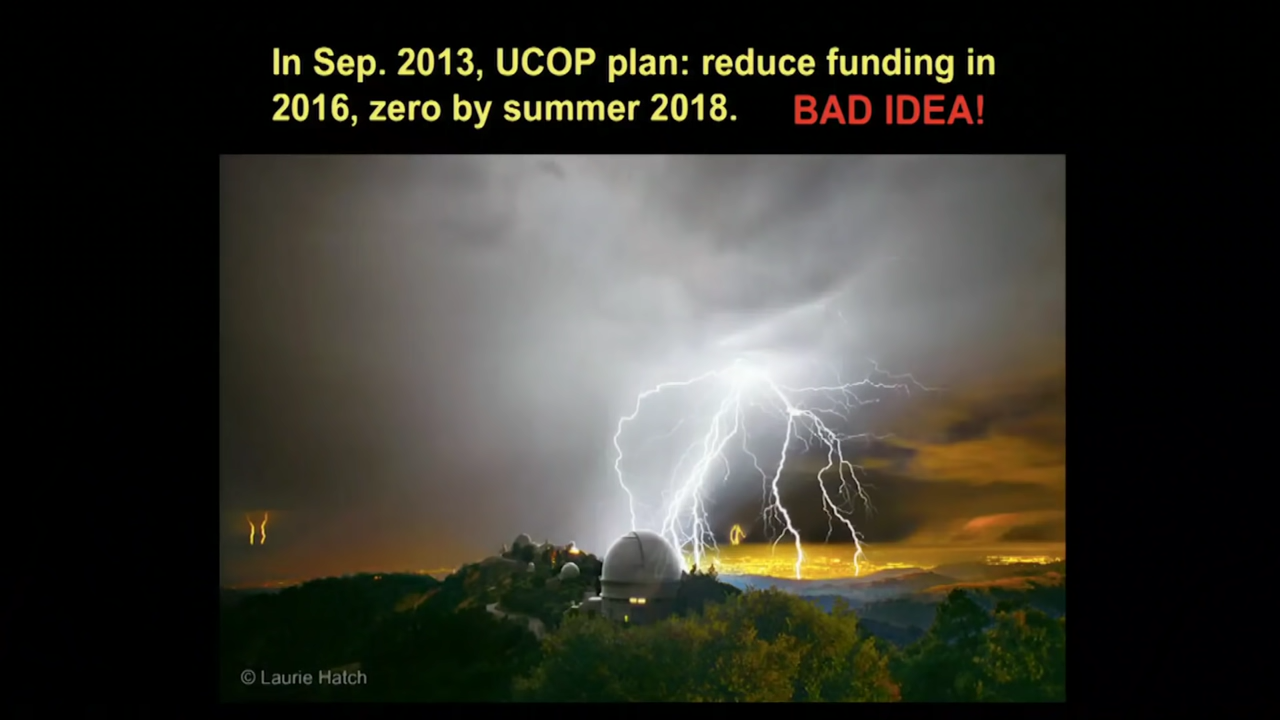 In Sep. 2013, UCOP plan: reduce funding in
2016, zero by summer 2018. BAD IDEA!
© Laurie Hatch